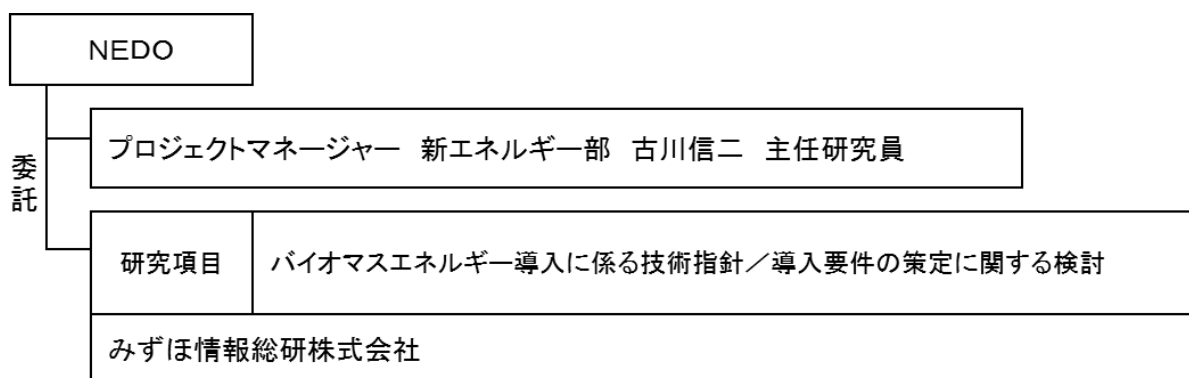 NEDO
プロジェクトマネージャー　新エネルギー部　古川信二　主任研究員
委託
研究項目　バイオマスエネルギー導入に係る技術指針／導入要件の策定に関する検討
みずほ情報総研株式会社